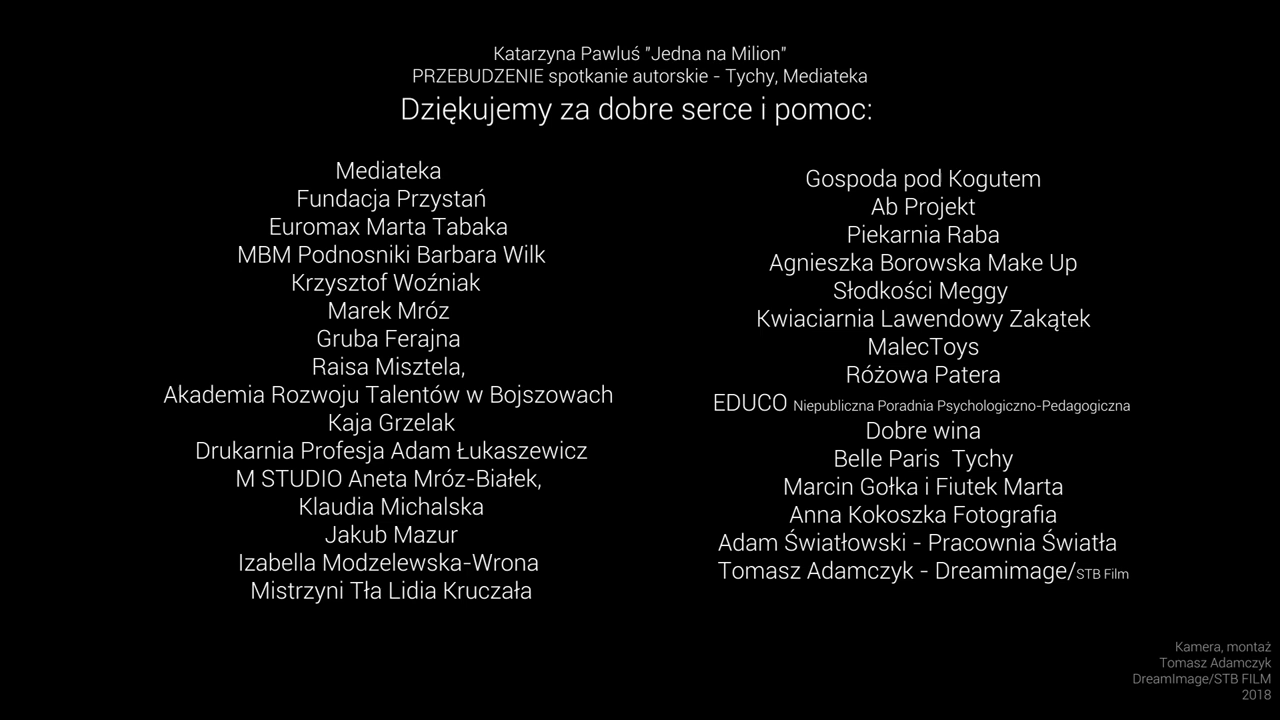 Katarzyna Pawluś "Jedna na Milion"
PRZEBUDZENIE spotkanie autorskie - Tychy, Mediateka
Dziękujemy za dobre serce i pomoc:
Mediateka
Fundacja Przystań
Euromax Marta Tabaka
MBM Podnosniki Barbara Wilk
Krzysztof Woźniak
Marek Mróz
Gruba Ferajna
Raisa Misztela,
Akademia Rozwoju Talentów w Bojszowach
Kaja Grzelak
Drukarnia Profesja Adam Łukaszewicz
M STUDIO Aneta Mróz-Białek,
Klaudia Michalska
Jakub Mazur
Izabella Modzelewska-Wrona
Mistrzyni Tła Lidia Kruczała
Gospoda pod Kogutem
Ab Projekt
Piekarnia Raba
Agnieszka Borowska Make Up
Słodkości Meggy
Kwiaciarnia Lawendowy Zakątek
MalecToys
Różowa Patera
EDUCO Niepubliczna Poradnia Psychologiczno-Pedagogiczna
Dobre wina
Belle Paris  Tychy
Marcin Gołka i Fiutek Marta
Anna Kokoszka Fotografia
Adam Światłowski - Pracownia Światła
Tomasz Adamczyk - Dreamimage/STB Film
Kamera, montaż
Tomasz Adamczyk
DreamImage/STB FILM
2018